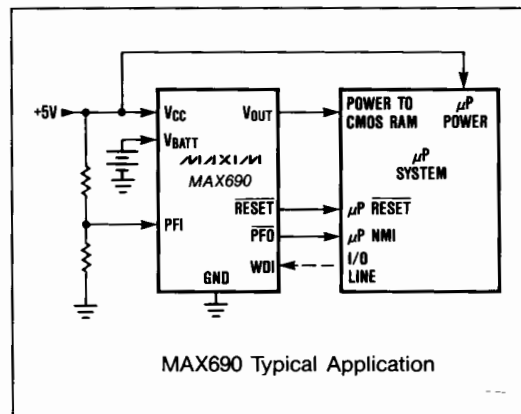 +5V
VCC
VBATT
MAXIM
MAX690
PFI
GND
VOUT
RESET
PFO
WDI
POWER TO
CMOS RAM
μP
POWER
μP
SYSTEM
μP RESET
μP NMI
I/O
LINE
MAX690 Typical Application